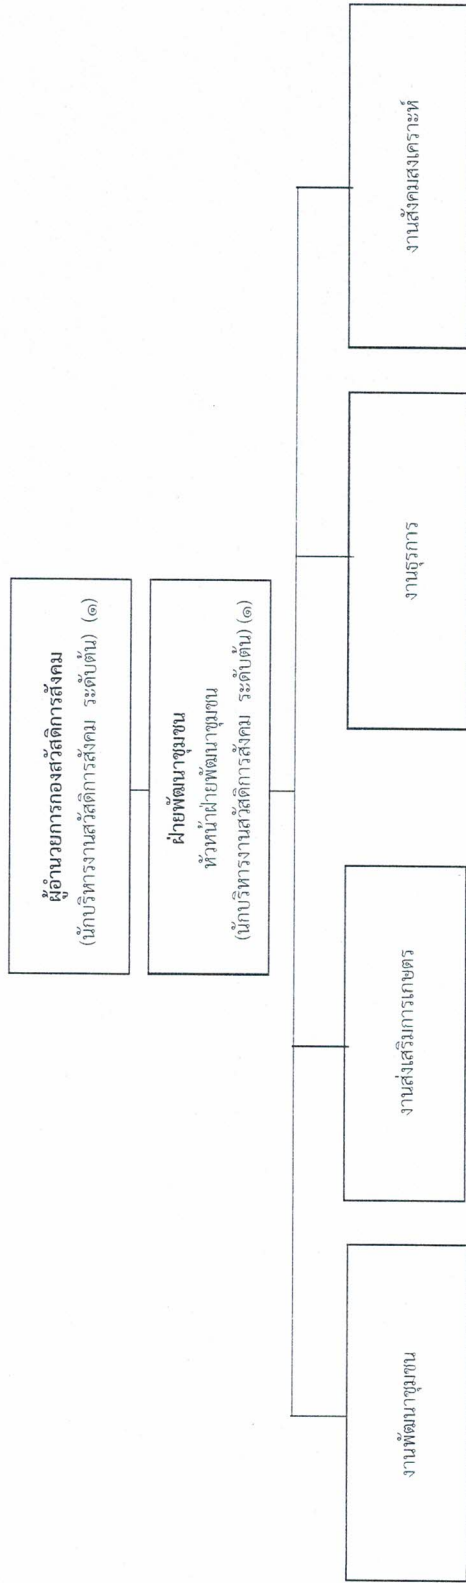 ผู้อำนวยการกองสวัสดิการสังคม
(นักบริหารงานสวัสดิการสังคม ระดับต้น) (๑)
ฝ่ายพัฒนาชุมชน
หัวหน้าฝ่ายพัฒนาชุมชน
(นักบริหารงานสวัสดิการสังคม ระดับต้น) (๑)
งานพัฒนาชุมชน
งานส่งเสริมการเกษตร
งานธุรการ
งานสังคมสงเคราะห์